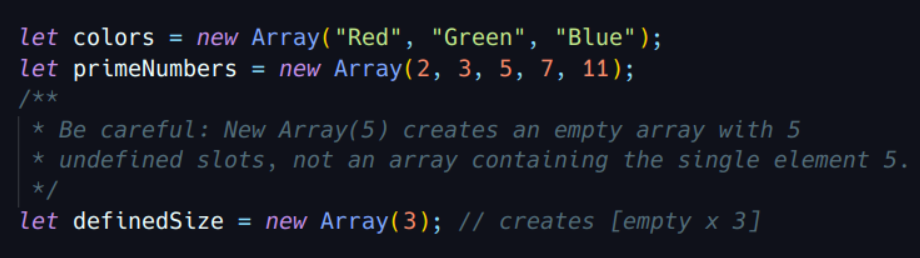 let colors = new Array("Red", "Green", "Blue");
let primeNumbers = new Array(2, 3, 5, 7, 11);
/**
 * Be careful: New Array(5) creates an empty array with 5
 * undefined slots, not an array containing the single element 5.
 */
let definedSize = new Array(3); // creates [empty x 3]